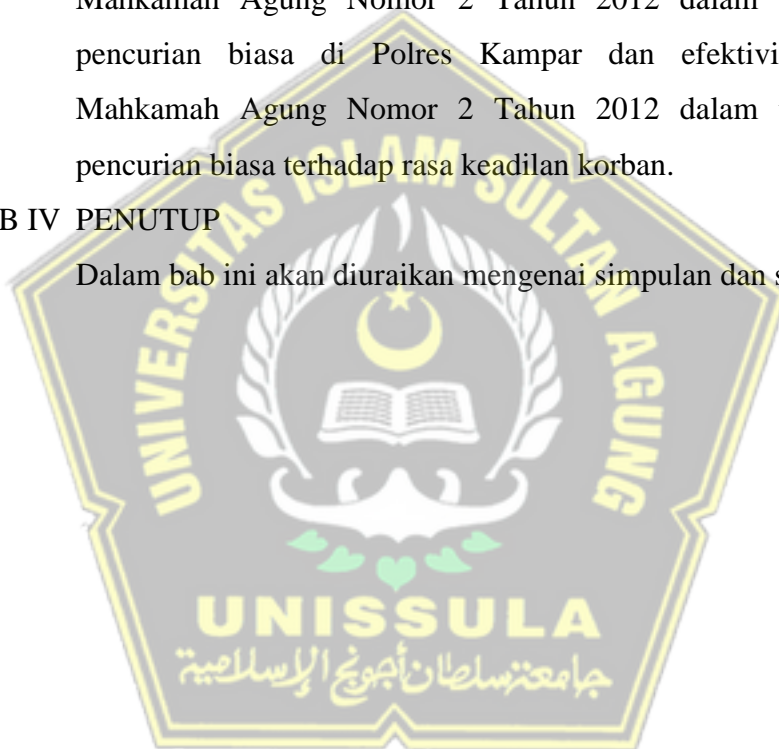 Mahkamah Agung Nomor 2 Tahun 2012 dalam
pencurian biasa di Polres Kampar dan efektivi
Mahkamah Agung Nomor 2 Tahun 2012 dalam
pencurian biasa terhadap rasa keadilan korban.
B IV PENUTUP
Dalam bab ini akan diuraikan mengenai simpulan dan s
UNIVERSITAS ISLAM SULTAN AGUNG
UNISSULA
جامعة سلطان أجونج الإسلامية